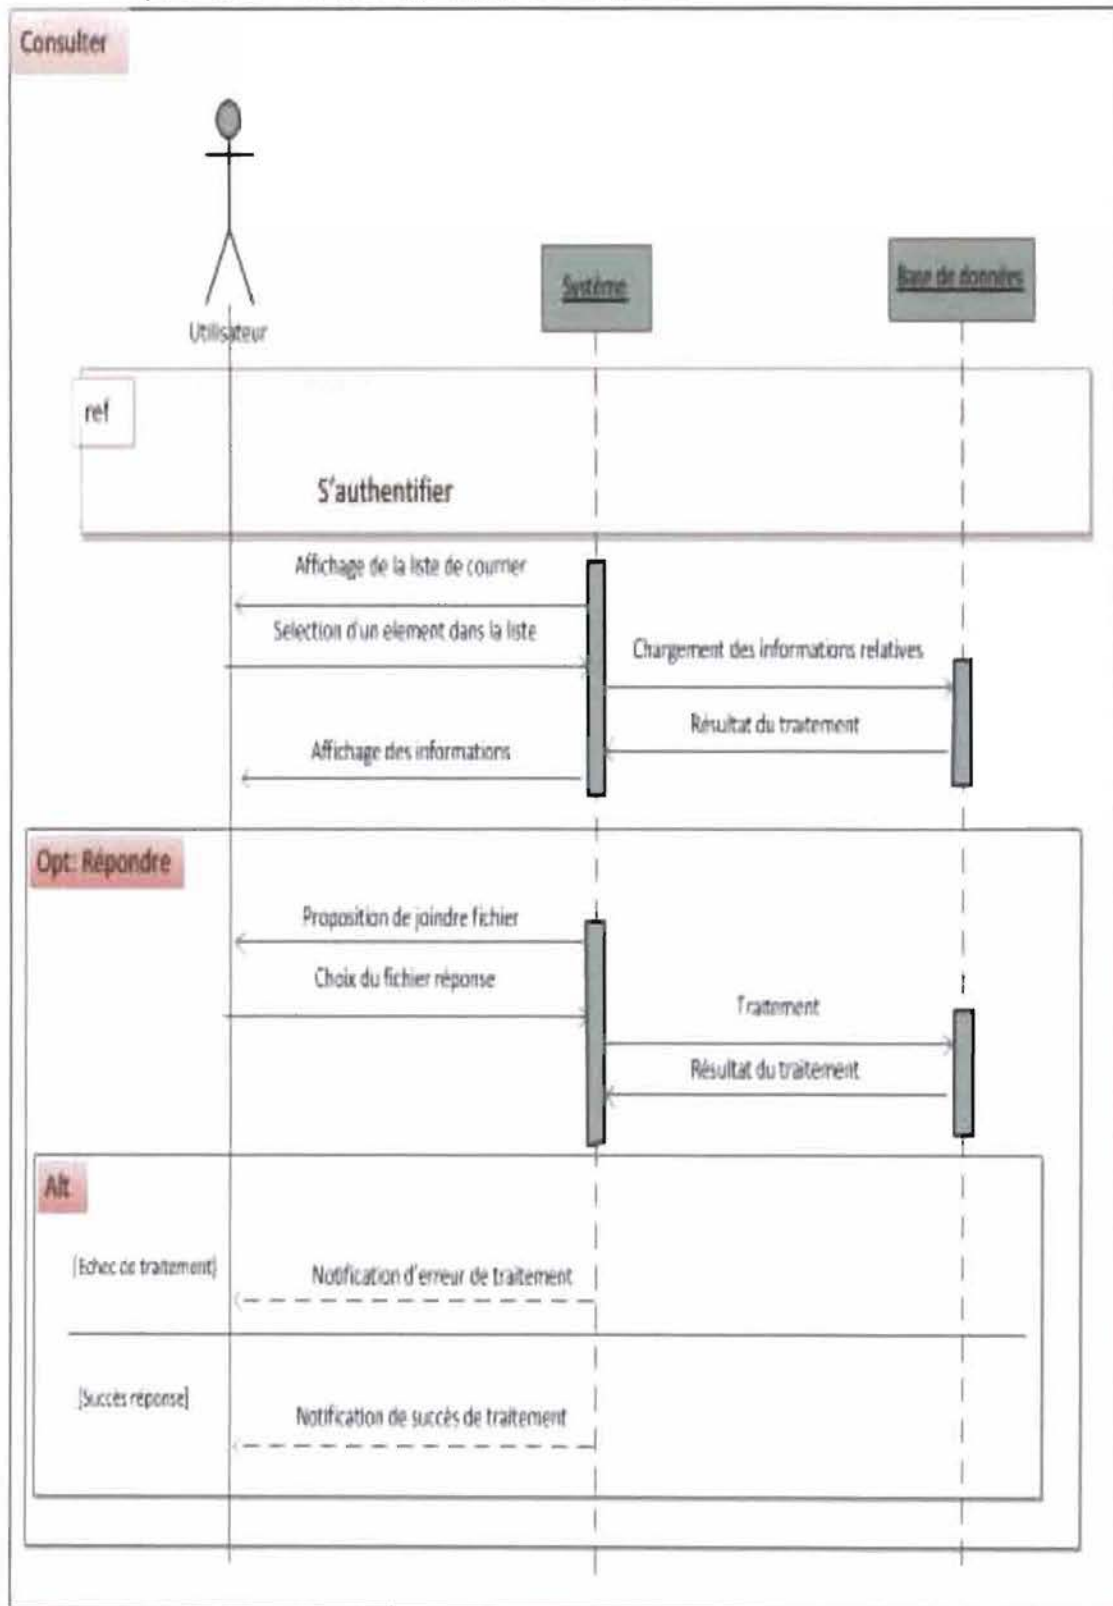 Consulter
Système
Base de données
Utilisateur
ref
S'authentifier
Affichage de la liste de courrier
Selection d'un element dans la liste
Chargement des informations relatives
Résultat du traitement
Affichage des informations
Opt: Répondre
Proposition de joindre fichier
Choix du fichier réponse
Traitement
Résultat du traitement
Alt
[Echec de traitement]
Notification d'erreur de traitement
[Succès réponse]
Notification de succès de traitement